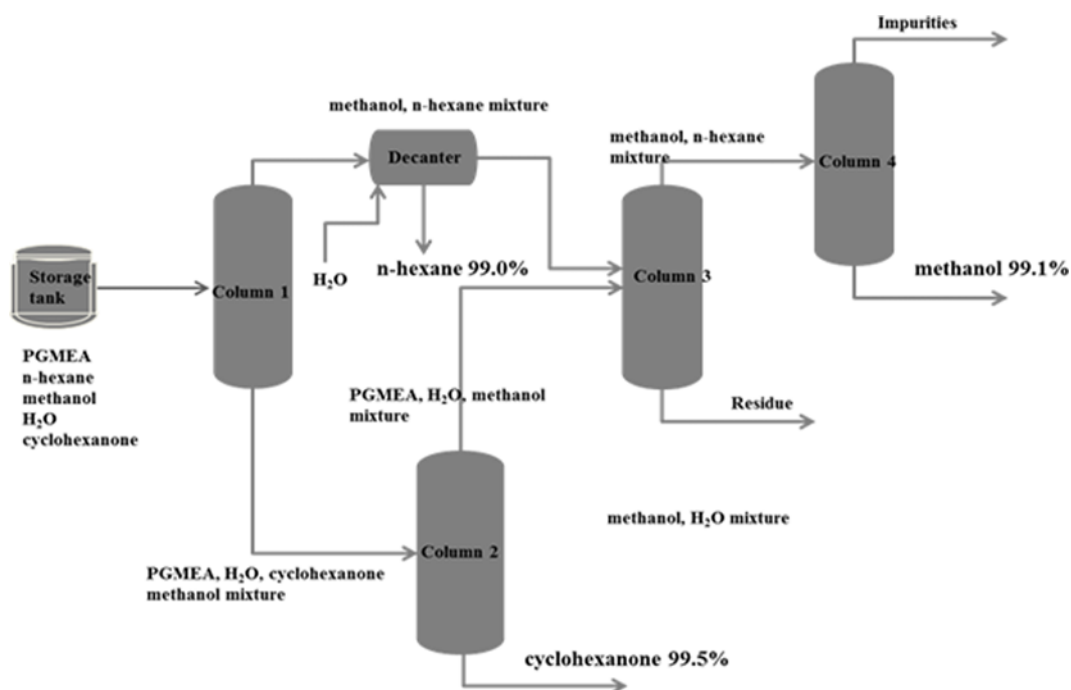 Impurities
methanol, n-hexane mixture
Decanter
methanol, n-hexane
mixture
Column 4
Storage
tank
Column 1
H₂O
n-hexane 99.0%
Column 3
methanol 99.1%
PGMEA
n-hexane
methanol
H₂O
cyclohexanone
PGMEA, H₂O, methanol
mixture
Residue
methanol, H₂O mixture
Column 2
PGMEA, H₂O, cyclohexanone
methanol mixture
cyclohexanone 99.5%